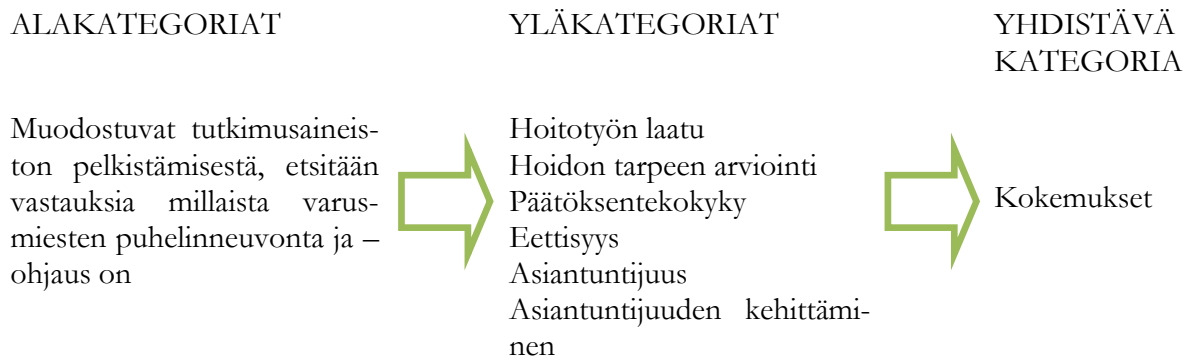 ALAKATEGORIAT
Muodostuvat tutkimusaineis-
ton pelkistämisestä, etsitään
vastauksia millaista varus-
miesten puhelinneuvonta ja –
ohjaus on
YLÄKATEGORIAT
Hoitotyön laatu
Hoidon tarpeen arviointi
Päätöksentekokyky
Eettisyys
Asiantuntijuus
Asiantuntijuuden kehittämi-
nen
YHDISTÄVÄ
KATEGORIA
Kokemukset